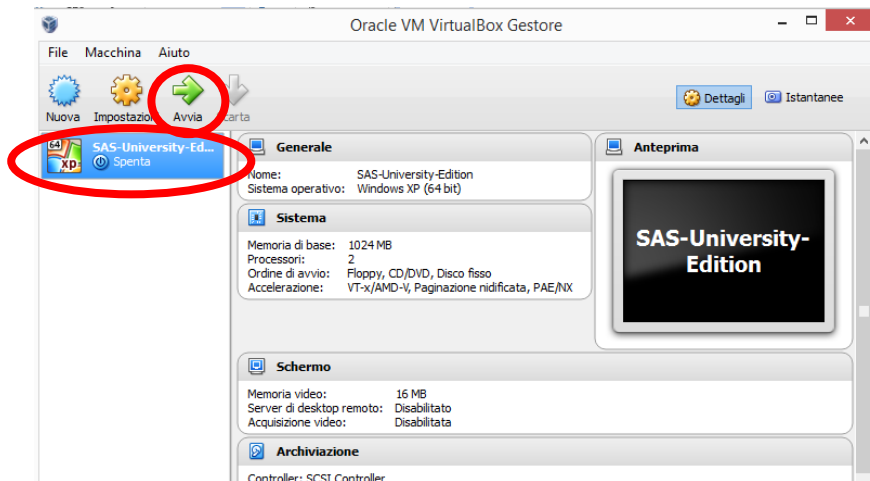 Oracle VM VirtualBox Gestore
File Macchina Aiuto
Nuova Impostazioni Avvia
Dettagli Istantanee
64 xp SAS-University-Ed...
Spenta
Generale
Nome: SAS-University-Edition
Sistema operativo: Windows XP (64 bit)
Sistema
Memoria di base: 1024 MB
Processori: 2
Ordine di avvio: Floppy, CD/DVD, Disco fisso
Accelerazione: VT-x/AMD-V, Paginazione nidificata, PAE/NX
Anteprima
SAS-University-
Edition
Schermo
Memoria video: 16 MB
Server di desktop remoto: Disabilitato
Acquisizione video: Disabilitata
Archiviazione
Controller: SCSI Controller